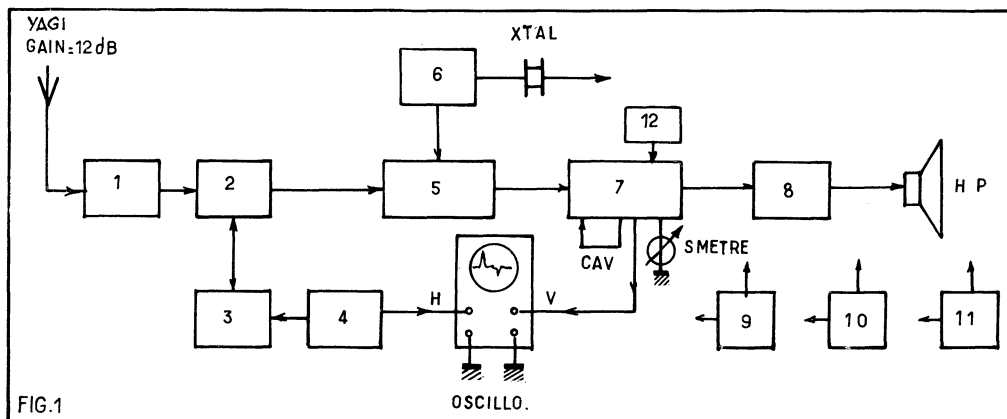 YAGI
GAIN=12dB
XTAL
6
12
1
2
5
7
8
HP
SMETRE
CAV
3
4
H
V
9
10
11
OSCILLO.
FIG.1